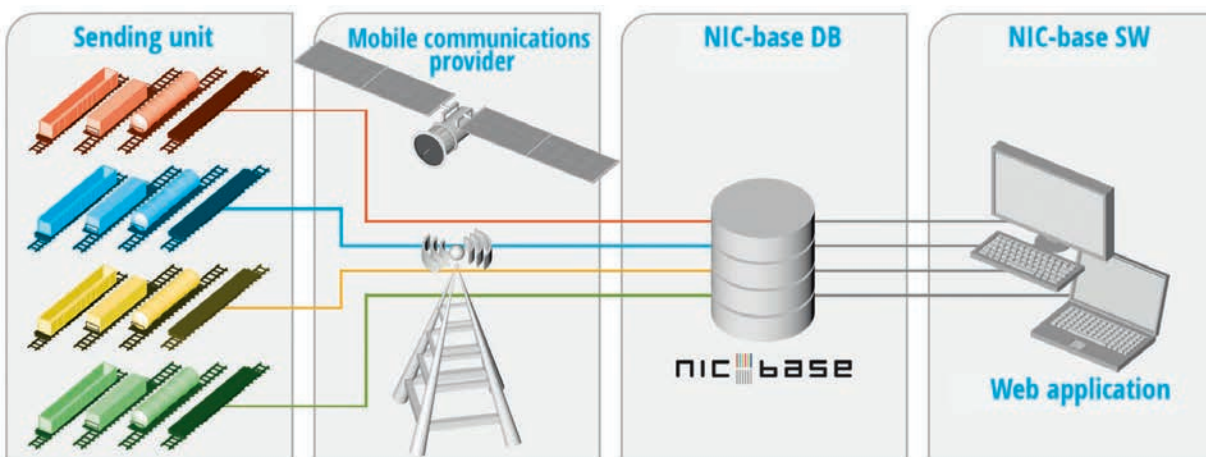 Sending unit
Mobile communications
provider
NIC-base DB
NIC-base SW
nic base
Web application